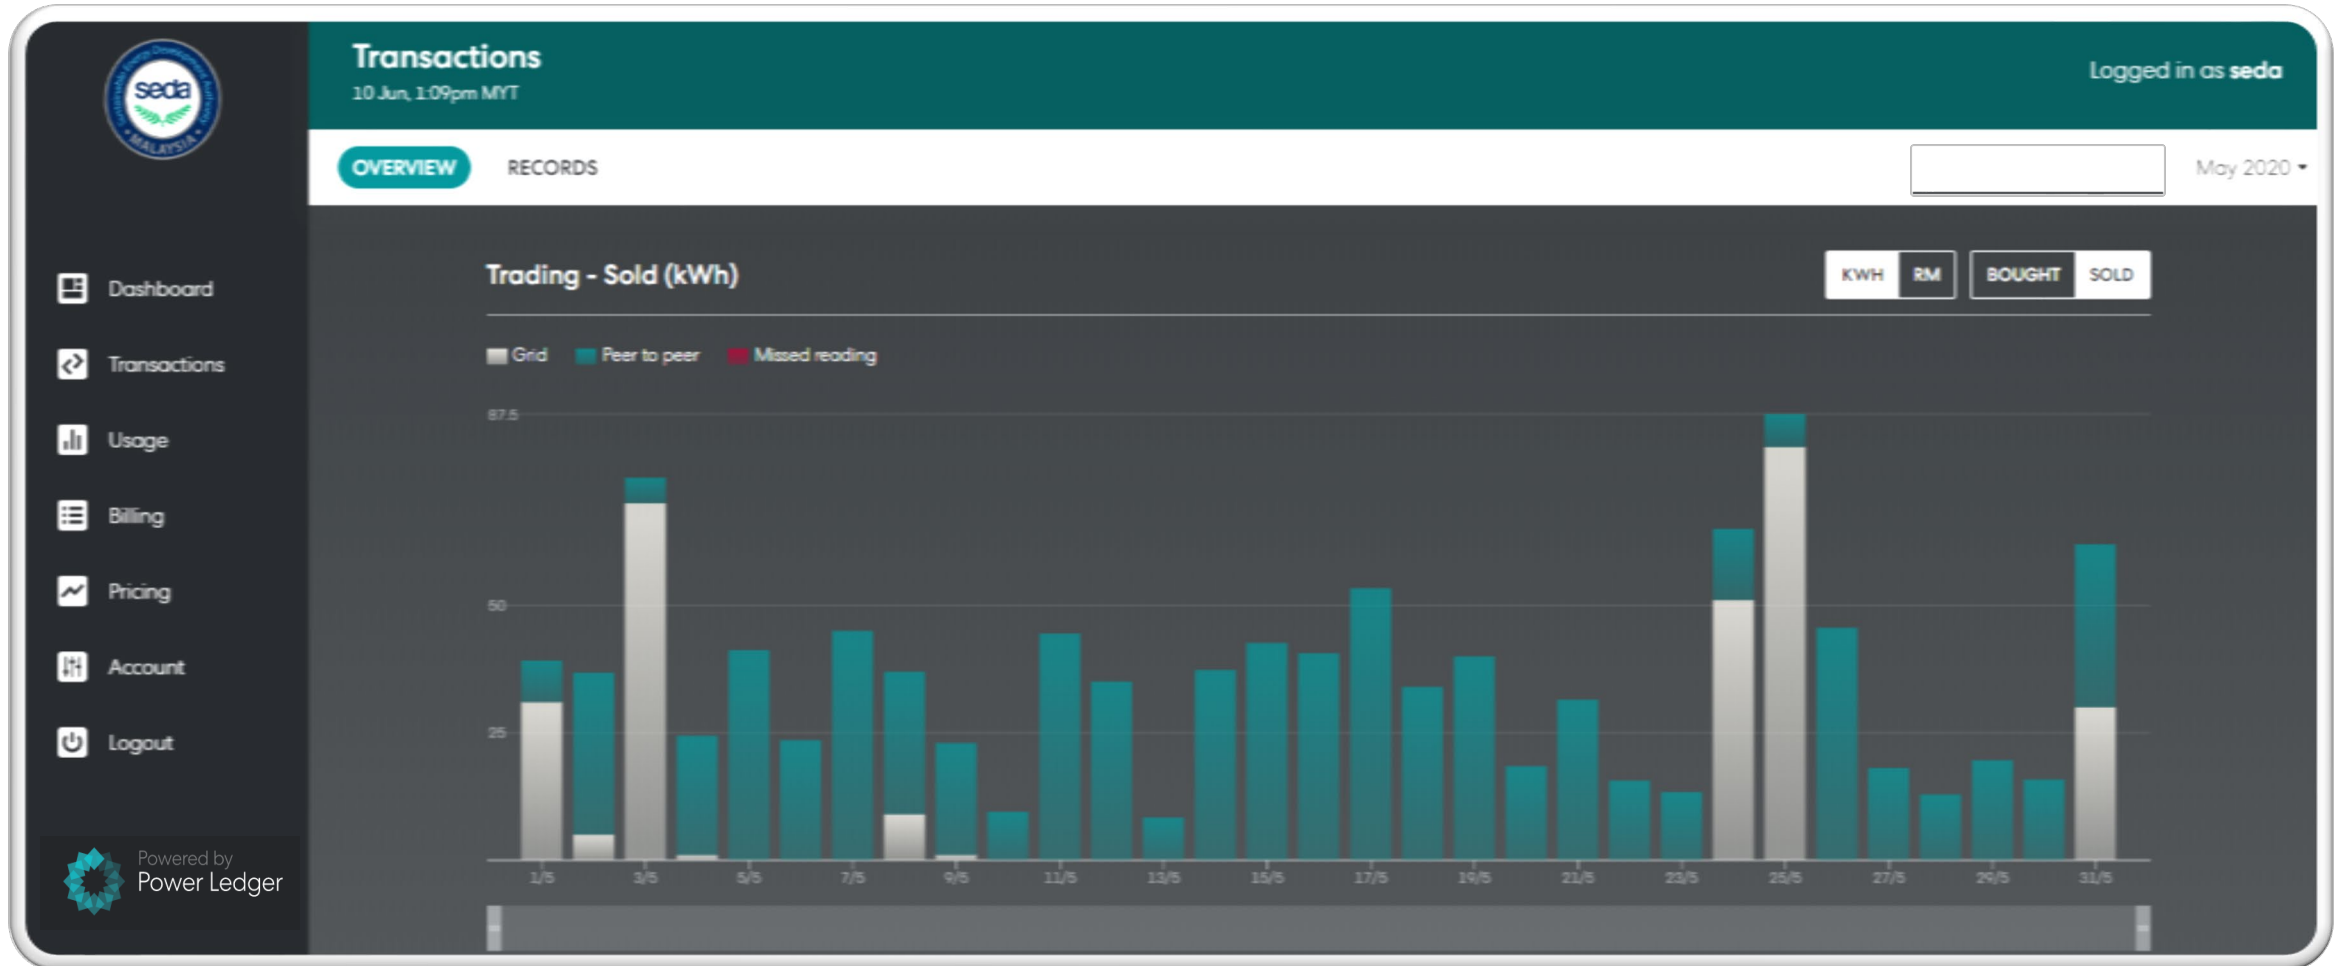 Sustainable Energy Development Authority
seda
• MALAYSIA •
Transactions
10 Jun, 1:09pm MYT
Logged in as seda
OVERVIEW
RECORDS
May 2020
Dashboard
Transactions
Usage
Billing
Pricing
Account
Logout
Powered by
Power Ledger
Trading - Sold (kWh)
KWH RM BOUGHT SOLD
Grid Peer to peer Missed reading
87.5
50
25
1/5 3/5 5/5 7/5 9/5 11/5 13/5 15/5 17/5 19/5 21/5 23/5 25/5 27/5 29/5 31/5